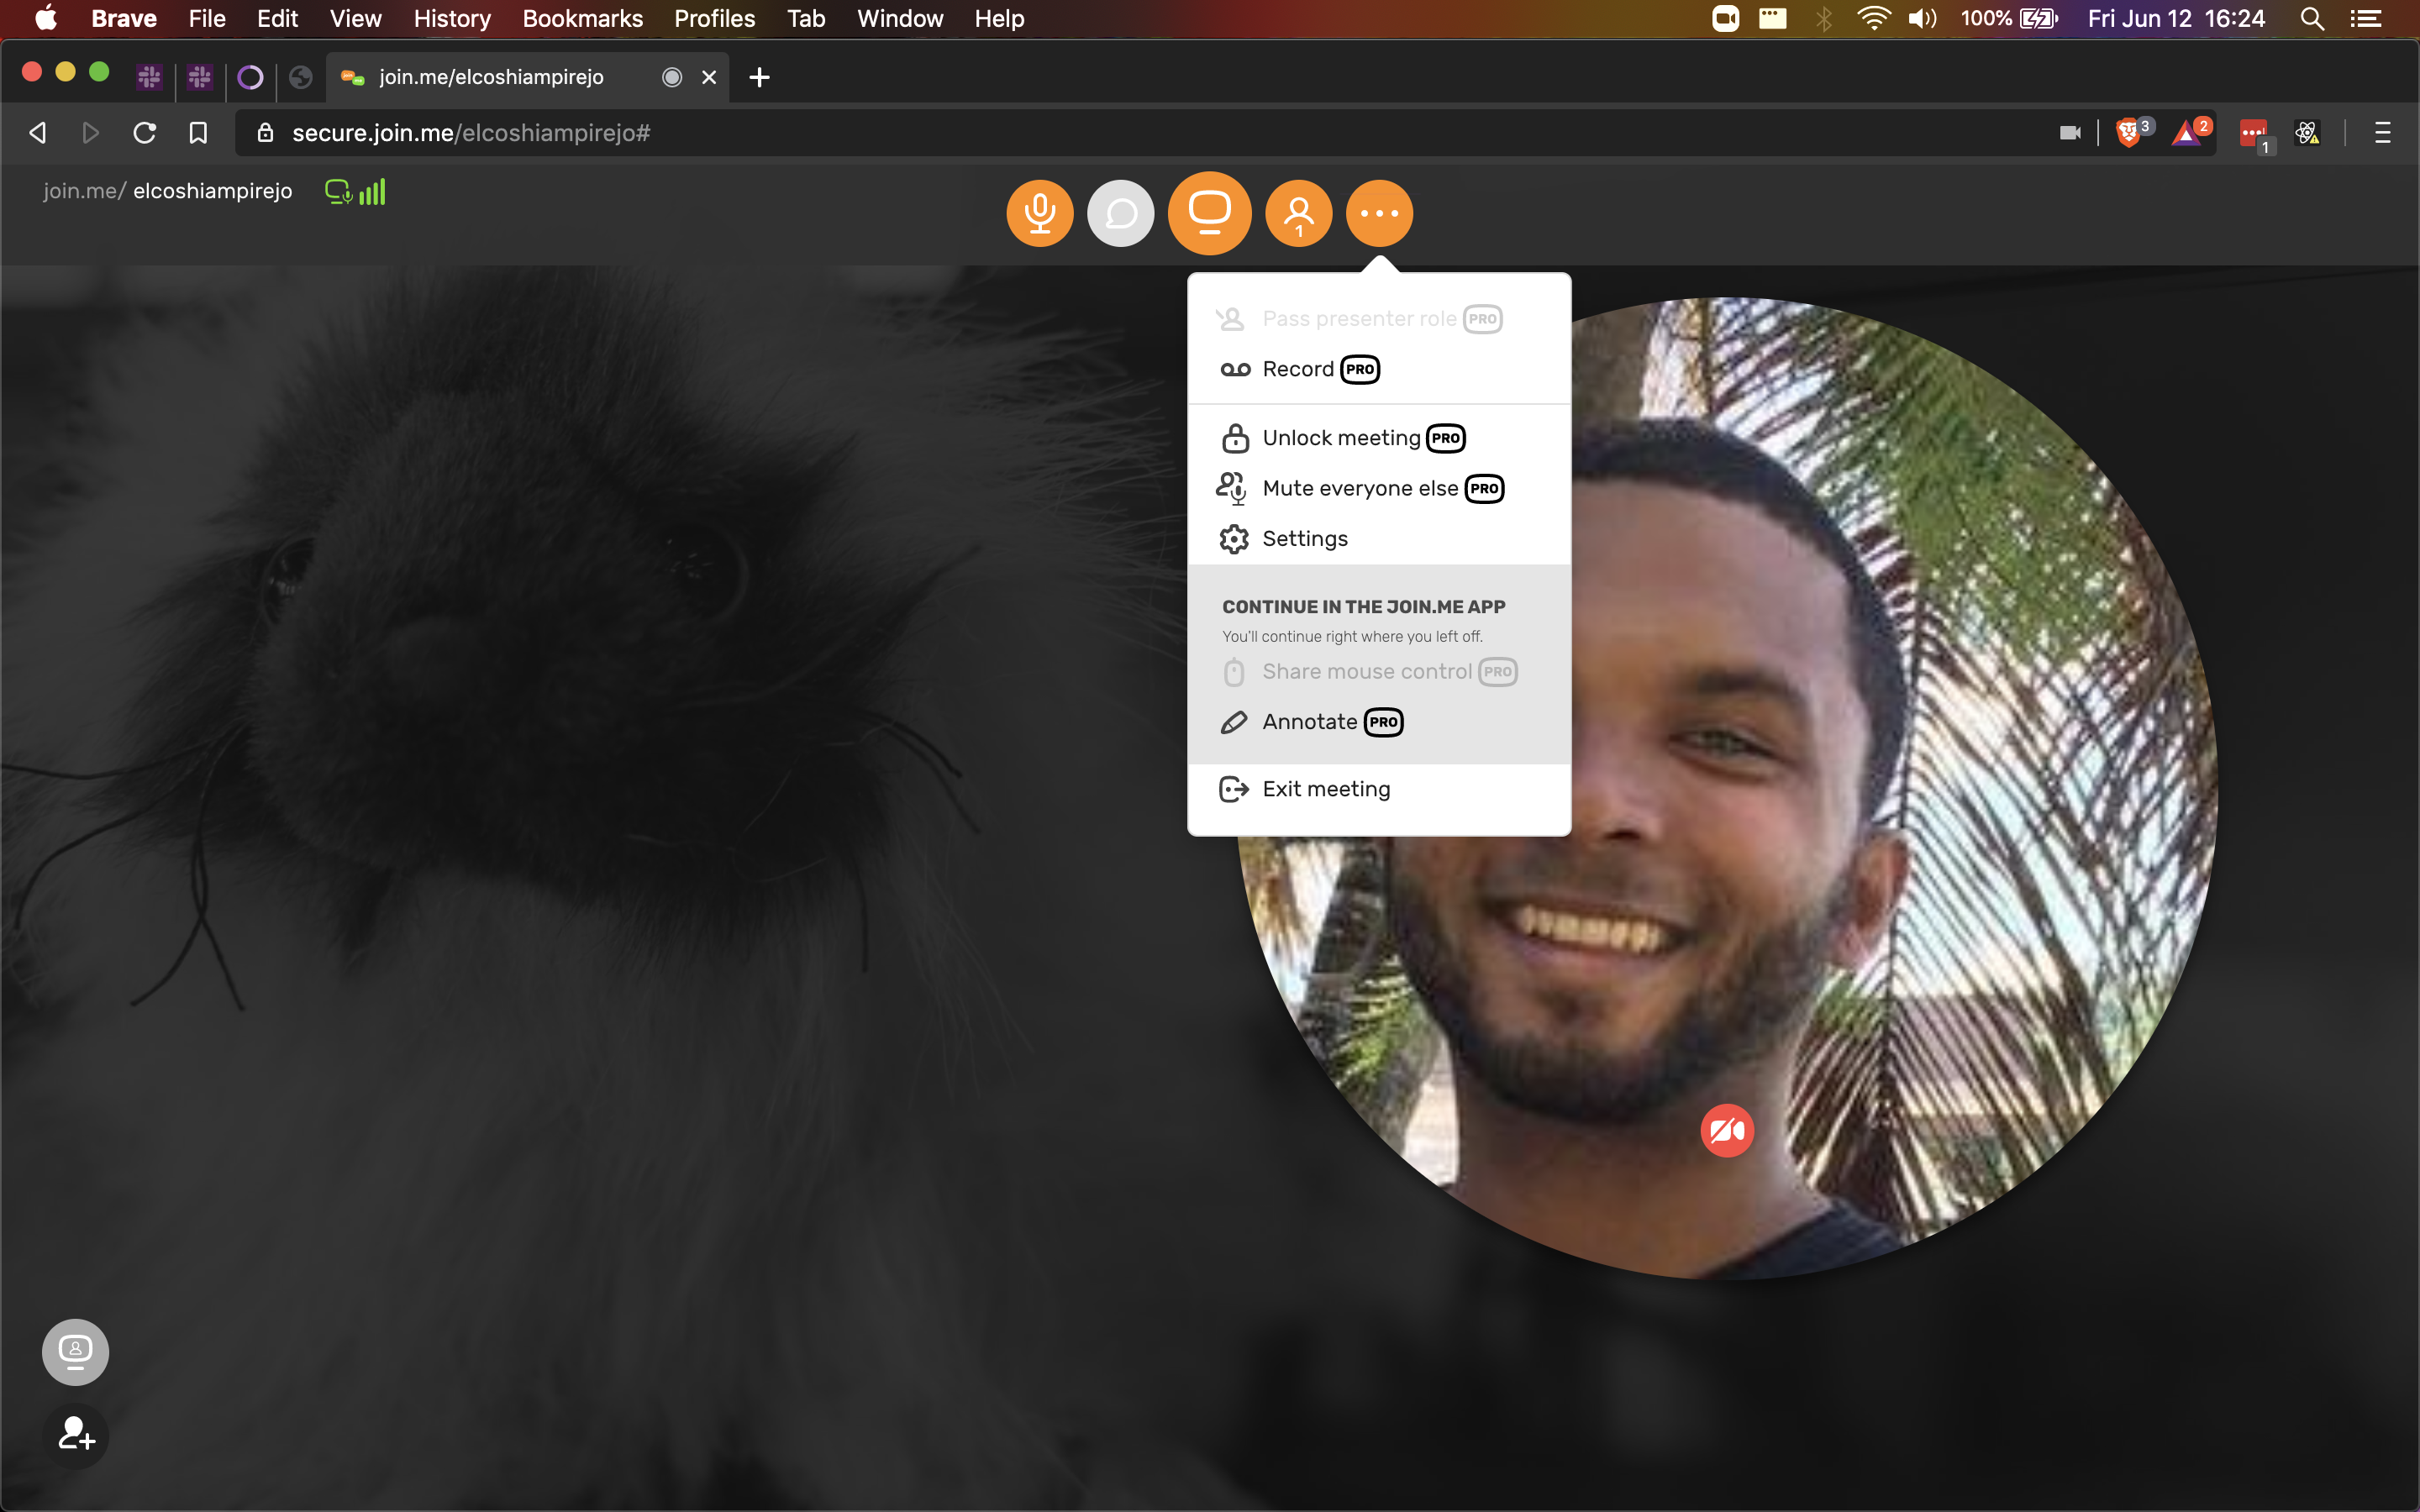 Brave File Edit View History Bookmarks Profiles Tab Window Help 100% Fri Jun 12 16:24
join.me/elcoshiampirejo
secure.join.me/elcoshiampirejo# 3 2 1
join.me/ elcoshiampirejo
1
Pass presenter role PRO
Record PRO
Unlock meeting PRO
Mute everyone else PRO
Settings
CONTINUE IN THE JOIN.ME APP
You'll continue right where you left off.
Share mouse control PRO
Annotate PRO
Exit meeting